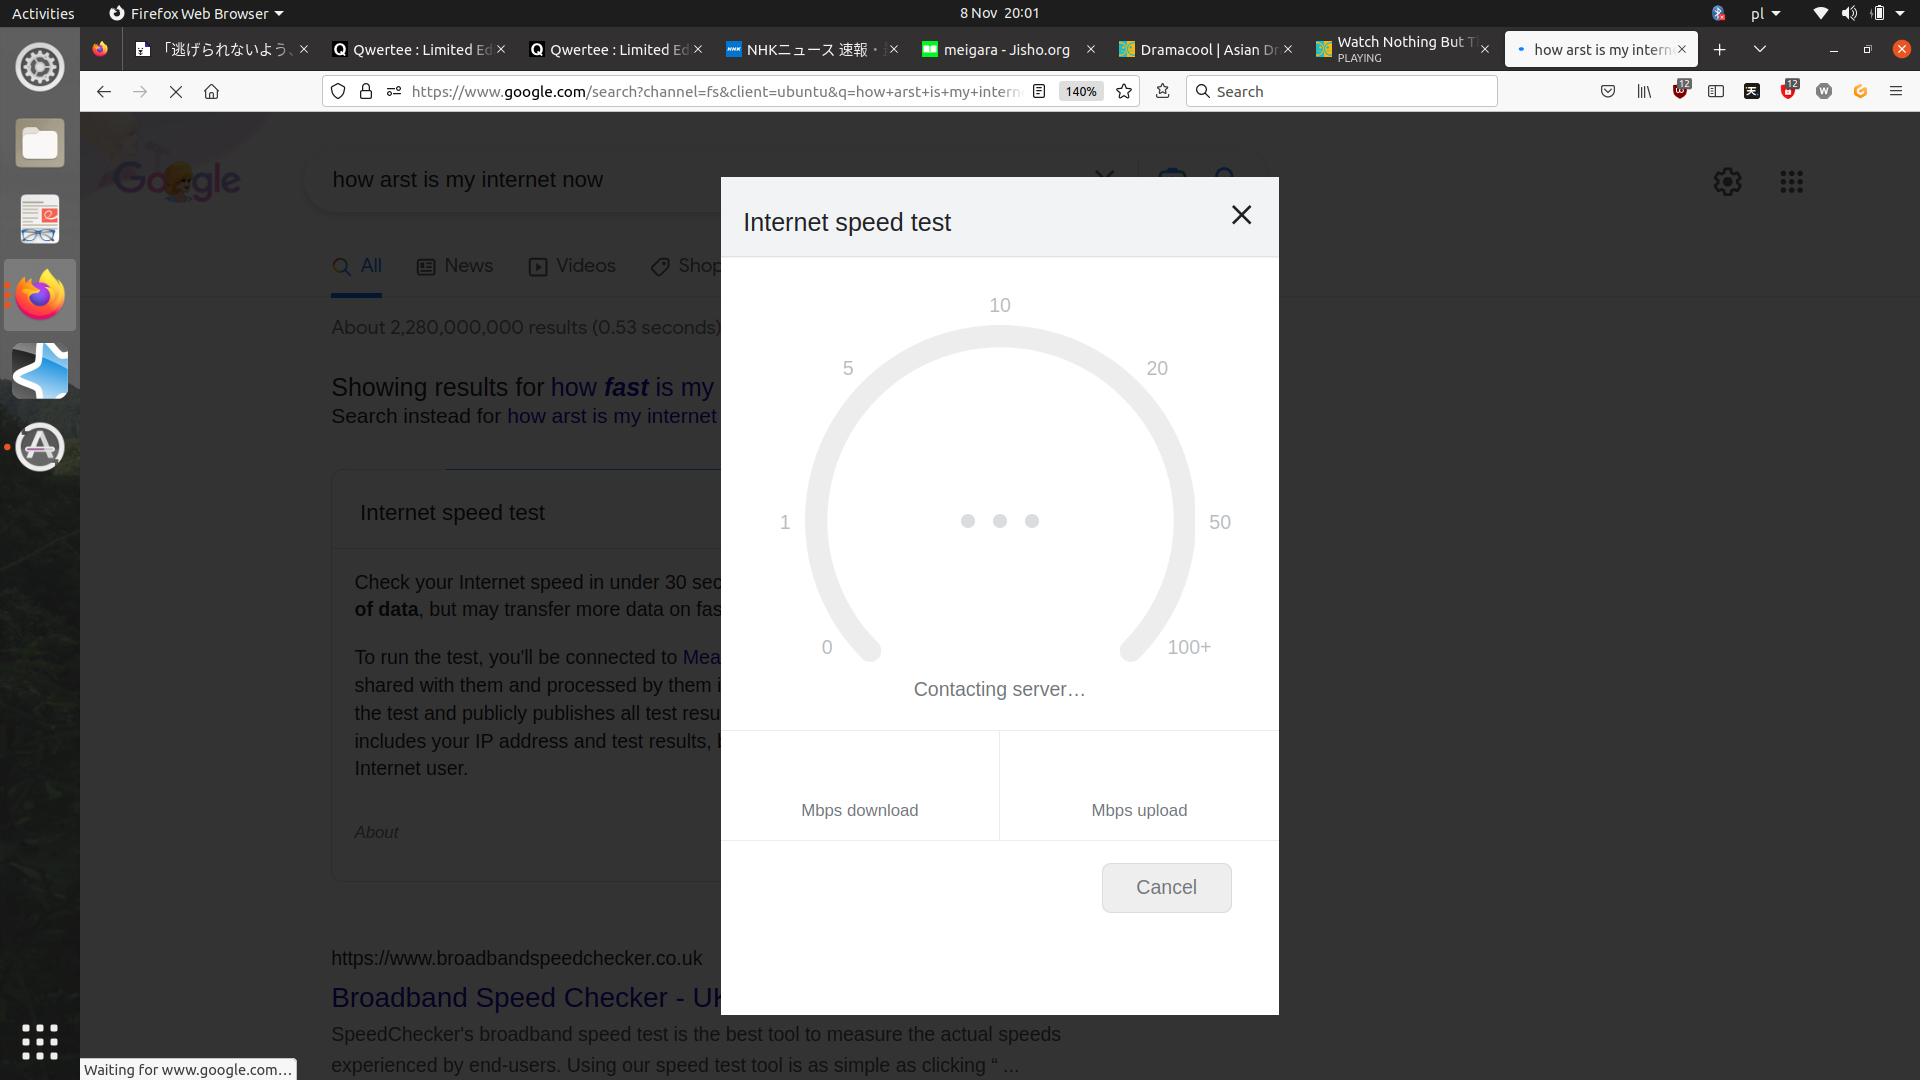 Activities
Firefox Web Browser
8 Nov 20:01
pl
「逃げられないよう、
Qwertee : Limited Ed
Qwertee : Limited Ed
NHKニュース 速報・
meigara - Jisho.org
Dramacool | Asian Dr
Watch Nothing But T
PLAYING
how arst is my intern
https://www.google.com/search?channel=fs&client=ubuntu&q=how+arst+is+my+intern
140%
Search
12
12
Google
how arst is my internet now
All
News
Videos
Shop
About 2,280,000,000 results (0.53 seconds)
Showing results for how fast is my
Search instead for how arst is my internet
Internet speed test
Check your Internet speed in under 30 sec
of data, but may transfer more data on fas
To run the test, you'll be connected to Mea
shared with them and processed by them i
the test and publicly publishes all test resu
includes your IP address and test results, b
Internet user.
About
https://www.broadbandspeedchecker.co.uk
Broadband Speed Checker - UK
SpeedChecker's broadband speed test is the best tool to measure the actual speeds
experienced by end-users. Using our speed test tool is as simple as clicking “ ...
Internet speed test
10
5
20
1
50
0
100+
Contacting server…
Mbps download
Mbps upload
Cancel
Waiting for www.google.com…